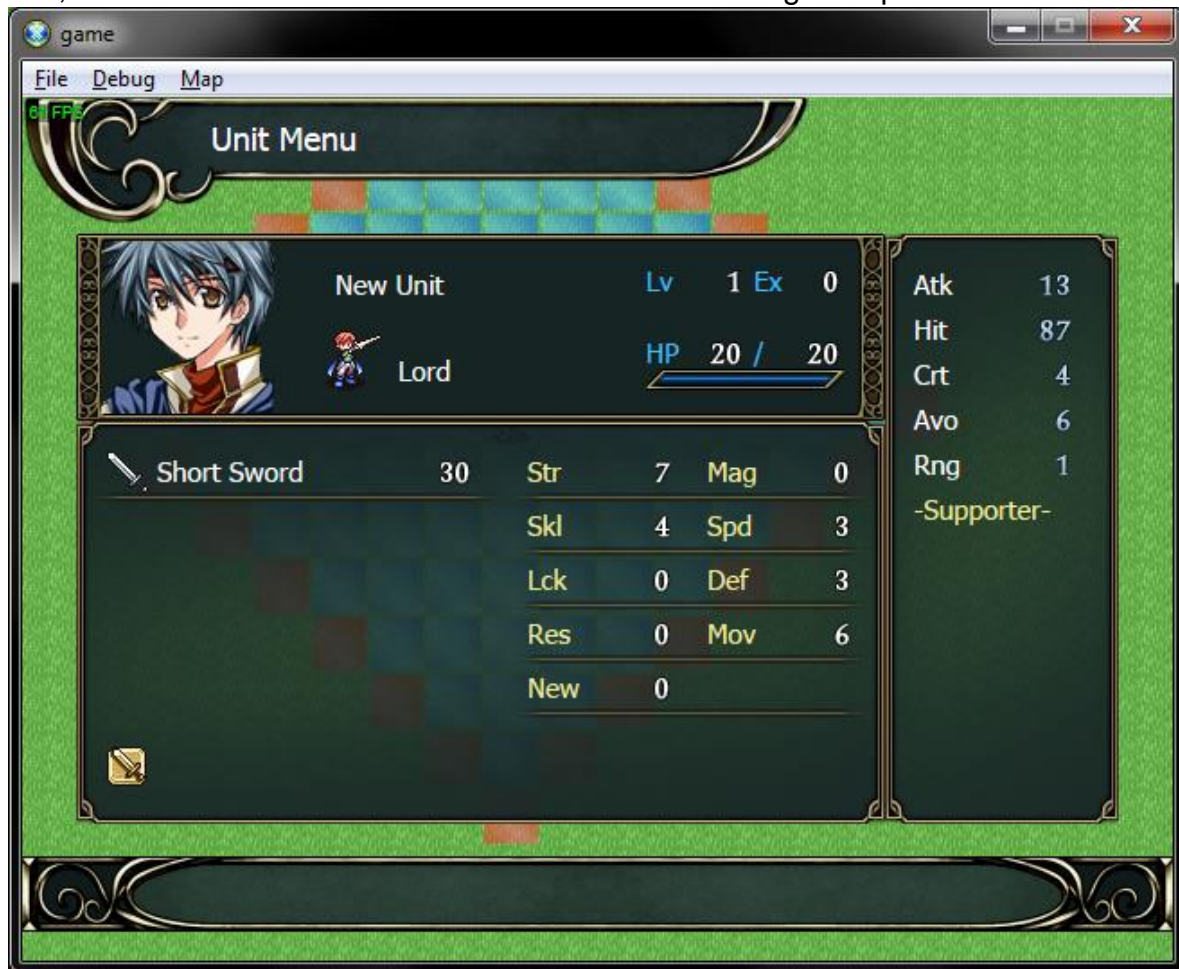 game
File Debug Map
Unit Menu
New Unit
Lv 1 Ex 0
Lord
HP 20 / 20
Short Sword 30
Str 7 Mag 0
Skl 4 Spd 3
Lck 0 Def 3
Res 0 Mov 6
New 0
Atk 13
Hit 87
Crt 4
Avo 6
Rng 1
-Supporter-